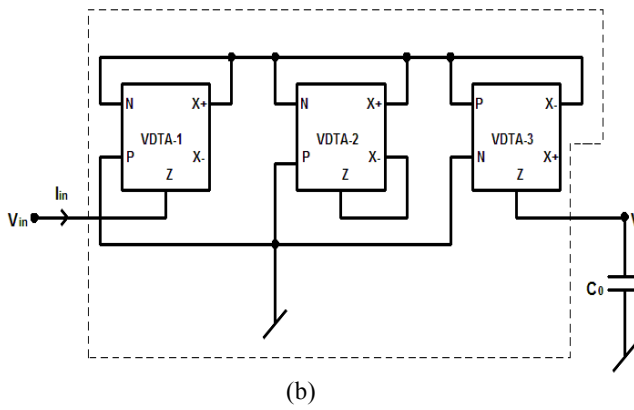 N X+ N X+ P X-
VDTA-1 VDTA-2 VDTA-3
P X- P X- N X+
Z Z Z
Iin
Vin V
C0
(b)